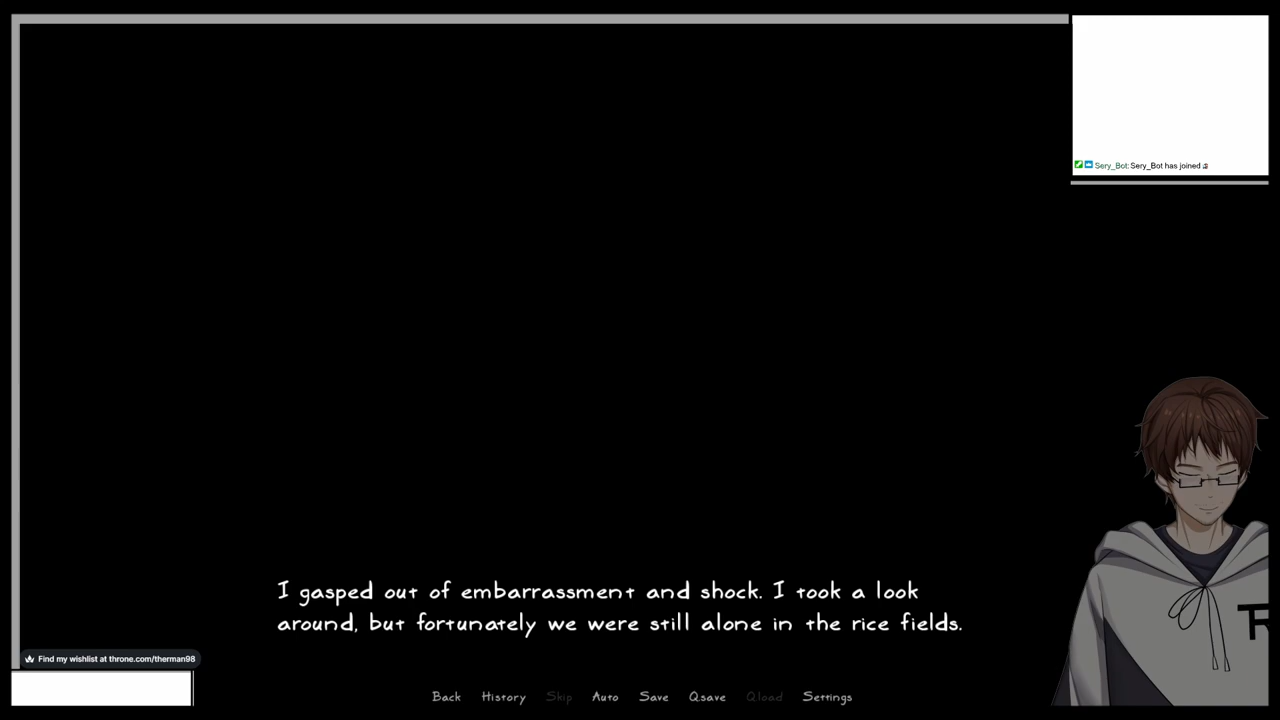 Sery_Bot: Sery_Bot has joined
I gasped out of embarrassment and shock. I took a look
around, but fortunately we were still alone in the rice fields.
Find my wishlist at throne.com/therman98
Back History Skip Auto Save Qsave Qload Settings